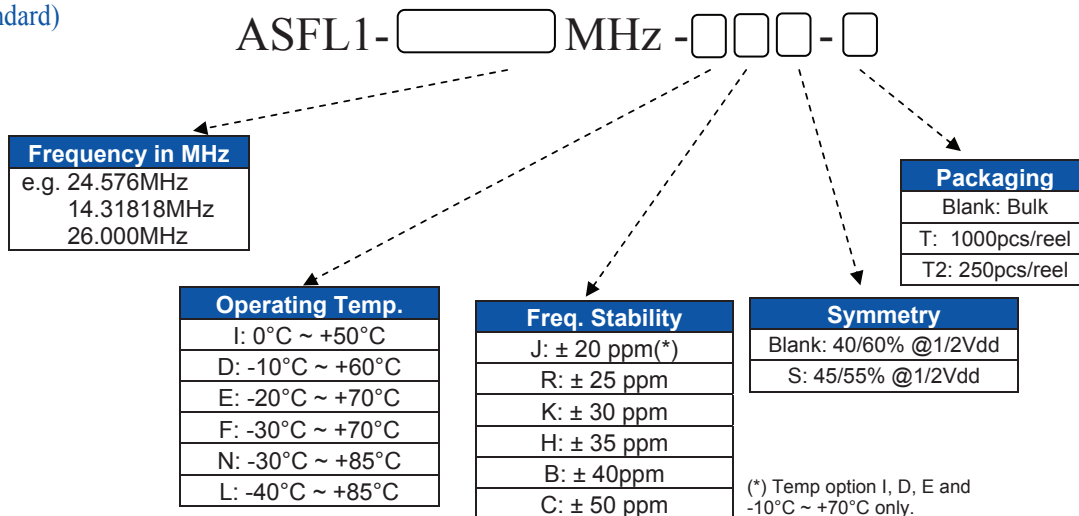 ndard)
ASFL1- MHz - -
Frequency in MHz
e.g. 24.576MHz
14.31818MHz
26.000MHz
Packaging
Blank: Bulk
T: 1000pcs/reel
T2: 250pcs/reel
Operating Temp.
I: 0°C ~ +50°C
D: -10°C ~ +60°C
E: -20°C ~ +70°C
F: -30°C ~ +70°C
N: -30°C ~ +85°C
L: -40°C ~ +85°C
Freq. Stability
J: ± 20 ppm(*)
R: ± 25 ppm
K: ± 30 ppm
H: ± 35 ppm
B: ± 40ppm
C: ± 50 ppm
Symmetry
Blank: 40/60% @1/2Vdd
S: 45/55% @1/2Vdd
(*) Temp option I, D, E and
-10°C ~ +70°C only.